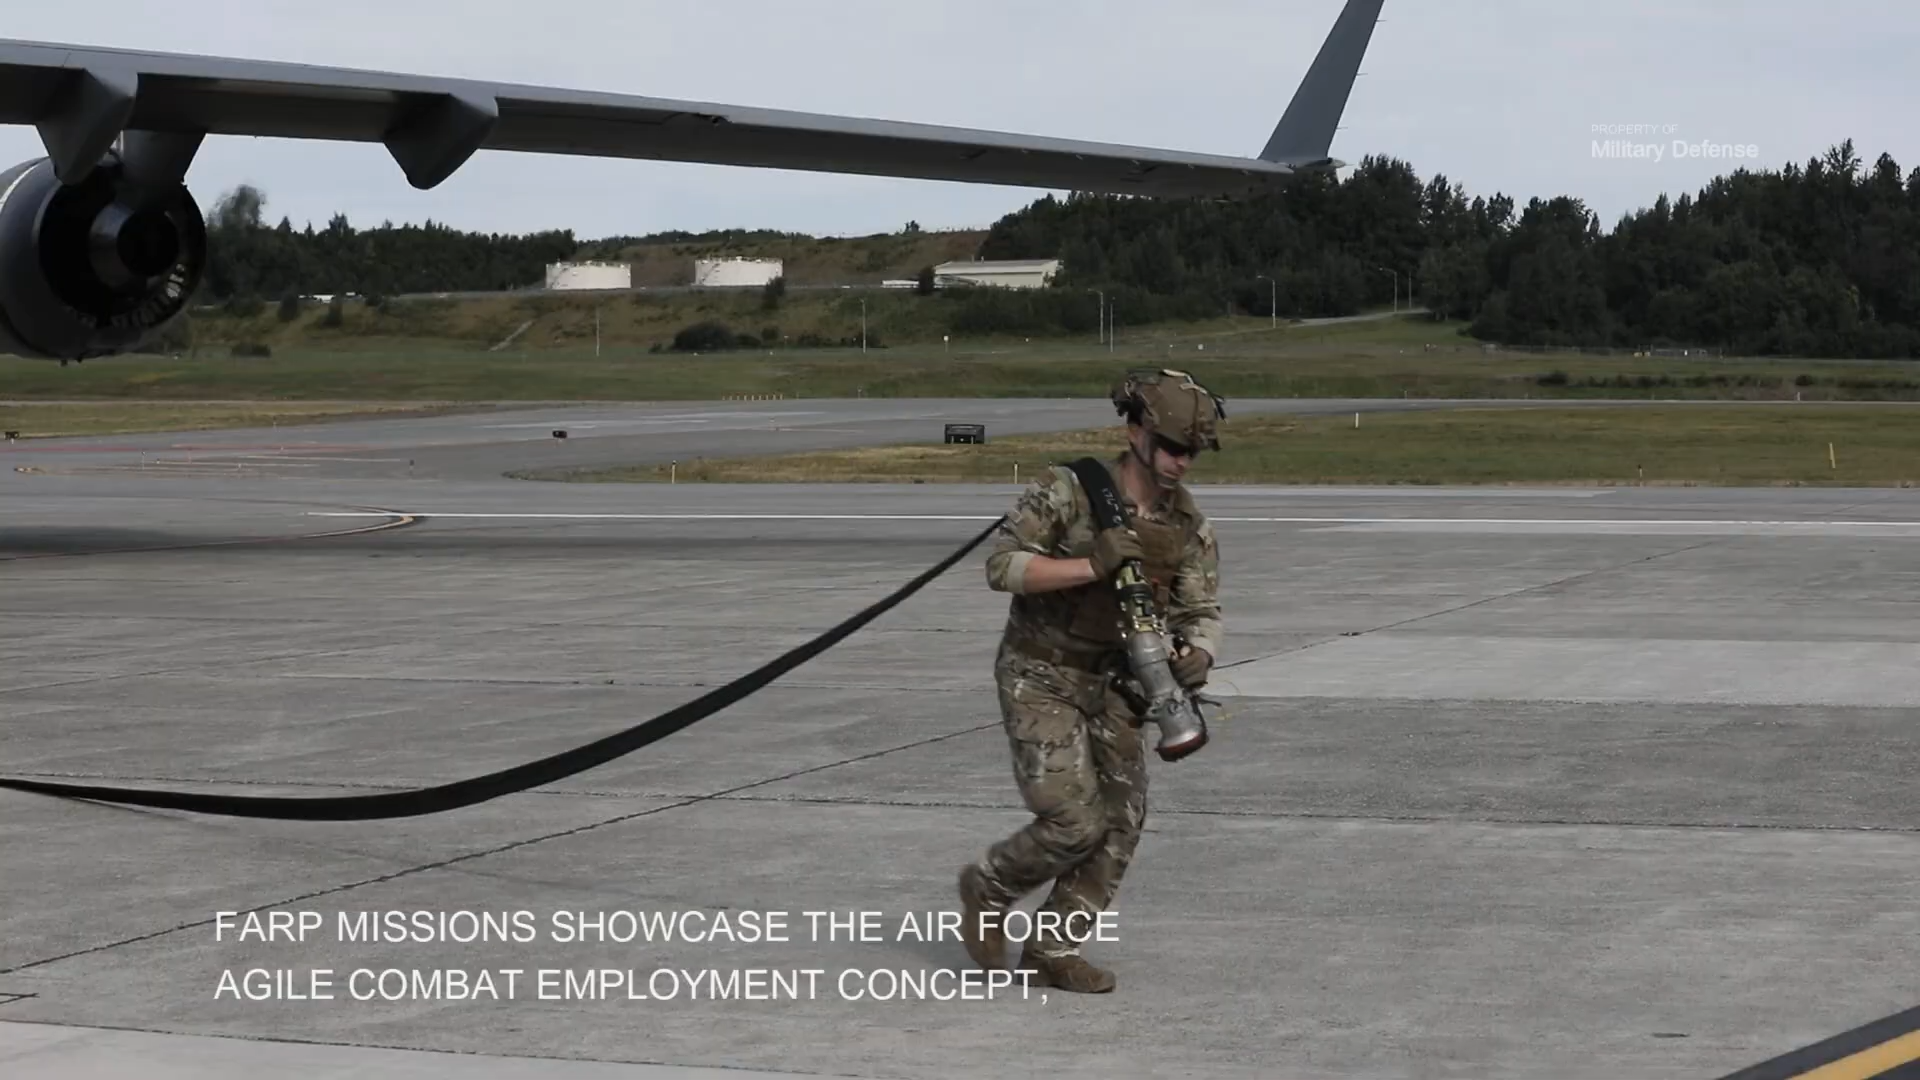 PROPERTY OF
Military Defense
FARP MISSIONS SHOWCASE THE AIR FORCE
AGILE COMBAT EMPLOYMENT CONCEPT,